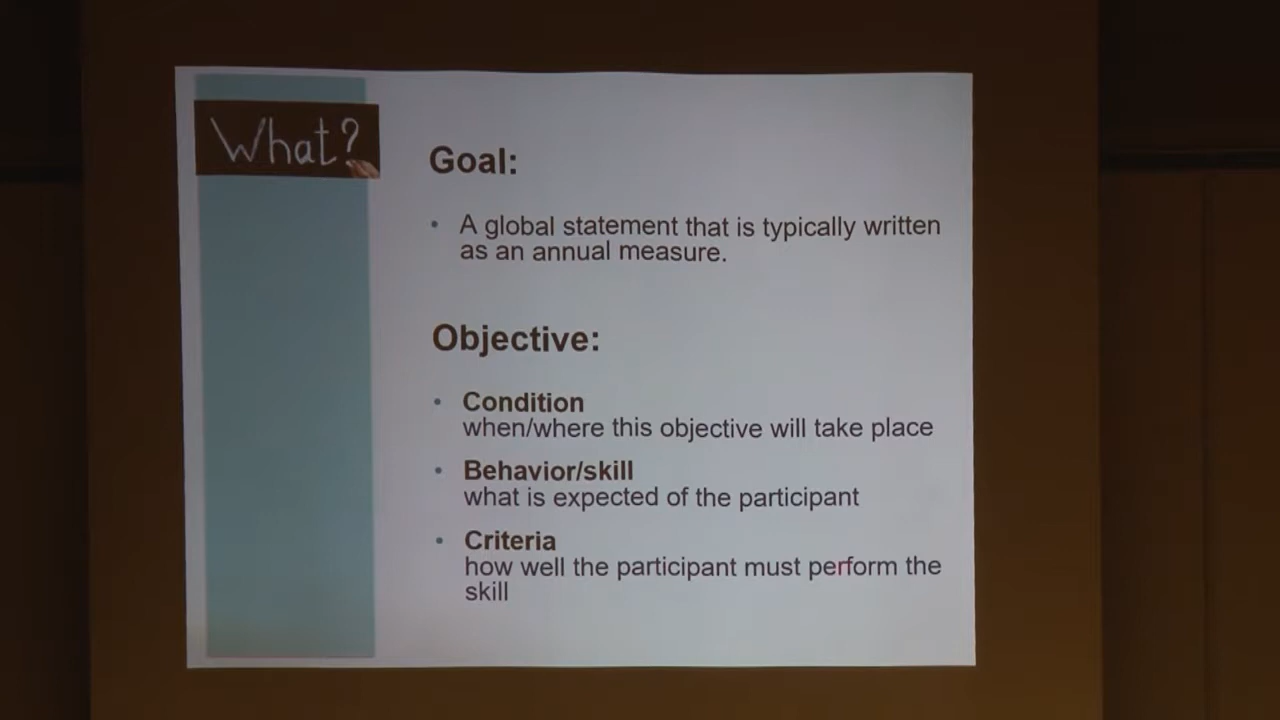 What?
Goal:
• A global statement that is typically written
as an annual measure.
Objective:
• Condition
when/where this objective will take place
• Behavior/skill
what is expected of the participant
• Criteria
how well the participant must perform the
skill